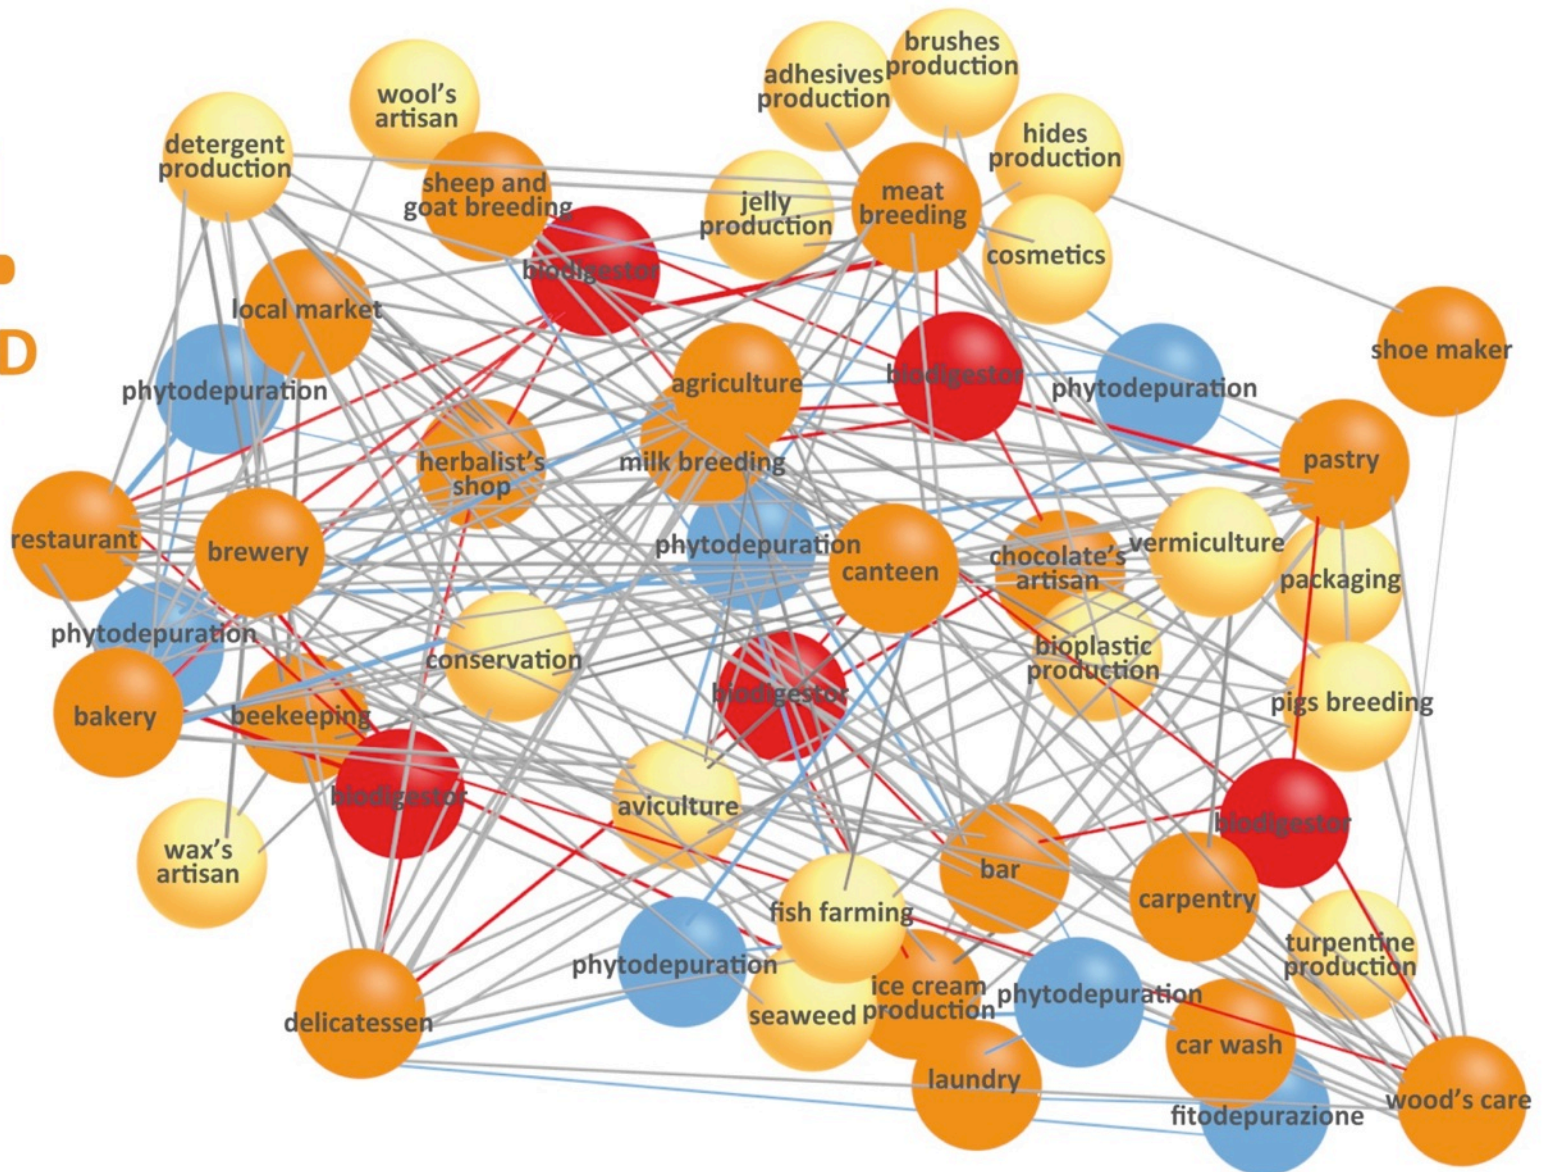 brushes
production
adhesives
production
wool's
artisan
hides
production
detergent
production
sheep and
goat breeding
meat
breeding
jelly
production
cosmetics
biodigestor
local market
D
shoe maker
phytodepuration
agriculture
biodigestor
phytodepuration
herbalist's
shop
milk breeding
pastry
restaurant
brewery
phytodepuration
canteen
chocolate's
artisan
vermiculture
packaging
phytodepuration
conservation
bioplastic
production
bakery
beekeeping
biodigestor
pigs breeding
biodigestor
aviculture
biodigestor
wax's
artisan
bar
carpentry
fish farming
turpentine
production
phytodepuration
ice cream
production
phytodepuration
seaweed
delicatessen
car wash
laundry
fitodepurazione
wood's care